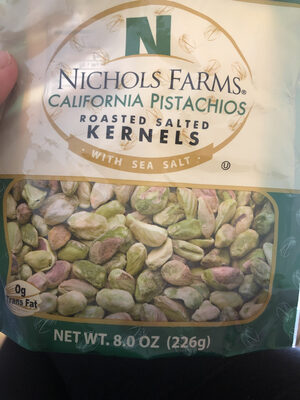 N
NICHOLS FARMS®
CALIFORNIA PISTACHIOS
ROASTED SALTED
KERNELS
· WITH SEA SALT ·
U
0g
Trans Fat
NET WT. 8.0 OZ (226g)